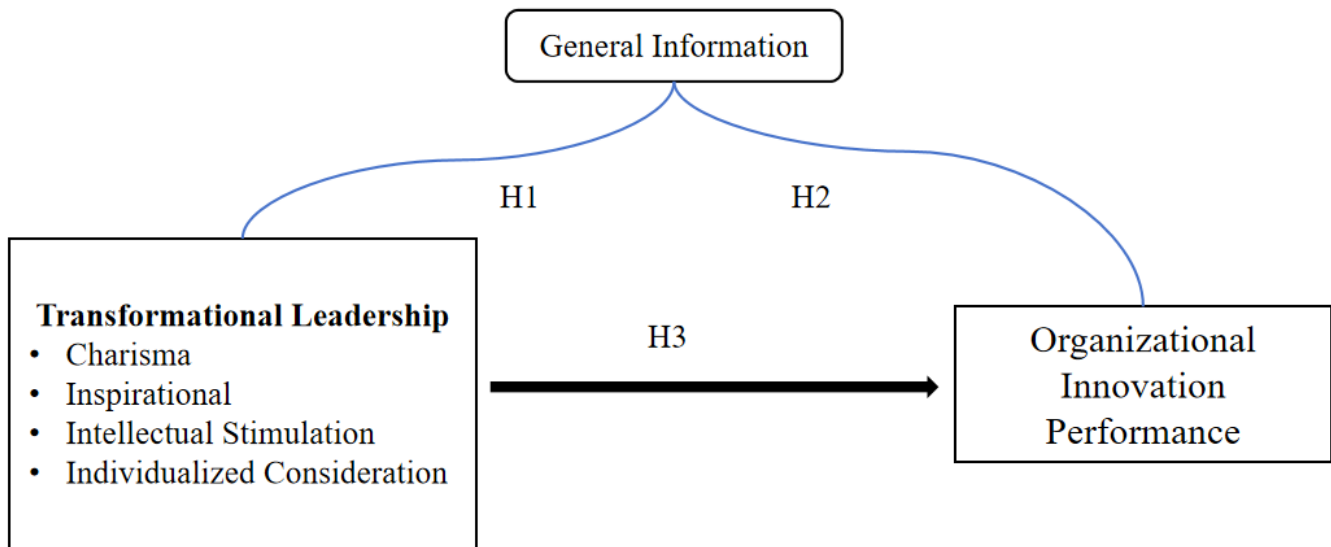 General Information
H1
H2
Transformational Leadership
• Charisma
• Inspirational
• Intellectual Stimulation
• Individualized Consideration
H3
Organizational
Innovation
Performance